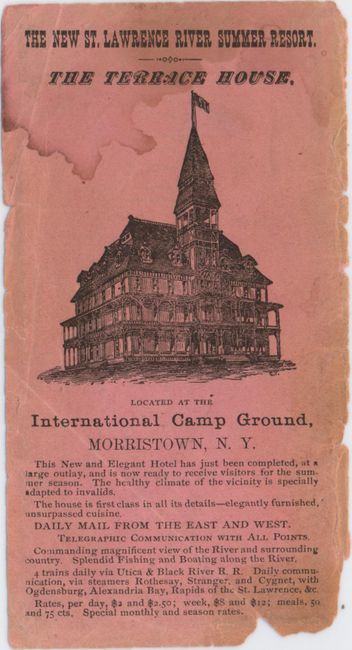 THE NEW ST. LAWRENCE RIVER SUMMER RESORT.
THE TERRACE HOUSE.
LOCATED AT THE
International Camp Ground,
MORRISTOWN, N. Y.
This New and Elegant Hotel has just been completed, at a
large outlay, and is now ready to receive visitors for the sum-
mer season. The healthy climate of the vicinity is specially
adapted to invalids.
The house is first class in all its details—elegantly furnished,
unsurpassed cuisine.
DAILY MAIL FROM THE EAST AND WEST.
TELEGRAPHIC COMMUNICATION WITH ALL POINTS.
Commanding magnificent view of the River and surrounding
country. Splendid Fishing and Boating along the River.
4 trains daily via Utica & Black River R. R. Daily commu-
nication, via steamers Rothesay, Stranger, and Cygnet, with
Ogdensburg, Alexandria Bay, Rapids of the St. Lawrence, &c.
Rates, per day, $2 and $2.50; week, $8 and $12; meals, 50
and 75 cts. Special monthly and season rates.